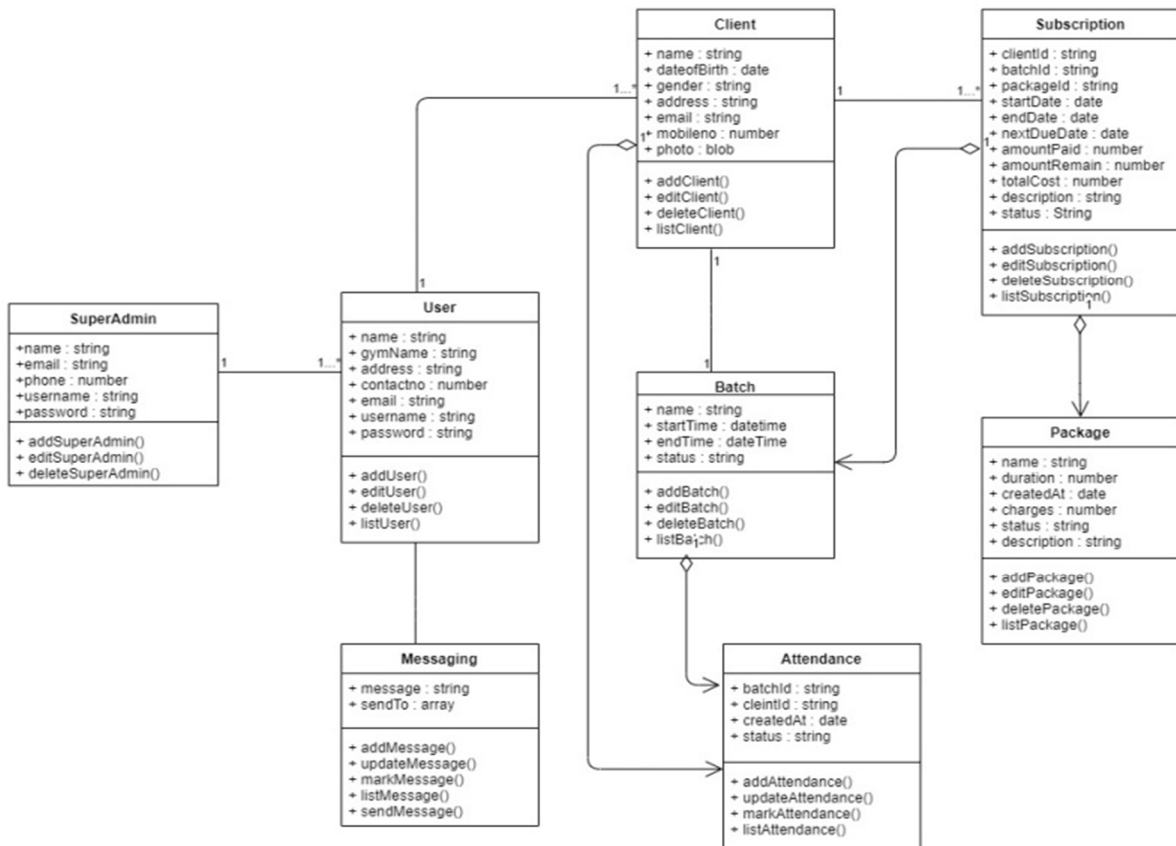 Client
+ name : string
+ dateofBirth : date
+ gender : string
+ address : string
+ email : string
+ mobileno : number
+ photo : blob
+ addClient()
+ editClient()
+ deleteClient()
+ listClient()
Subscription
+ clientId : string
+ batchId : string
+ packageId : string
+ startDate : date
+ endDate : date
+ nextDueDate : date
+ amountPaid : number
+ amountRemain : number
+ totalCost : number
+ description : string
+ status : String
+ addSubscription()
+ editSubscription()
+ deleteSubscription()
+ listSubscription()
1...*
1
1...*
1
1
1
1
1
SuperAdmin
+name : string
+email : string
+phone : number
+username : string
+password : string
+ addSuperAdmin()
+ editSuperAdmin()
+ deleteSuperAdmin()
1
1...*
User
+ name : string
+ gymName : string
+ address : string
+ contactno : number
+ email : string
+ username : string
+ password : string
+ addUser()
+ editUser()
+ deleteUser()
+ listUser()
1
Batch
+ name : string
+ startTime : datetime
+ endTime : dateTime
+ status : string
+ addBatch()
+ editBatch()
+ deleteBatch()
+ listBatch()
1
Package
+ name : string
+ duration : number
+ createdAt : date
+ charges : number
+ status : string
+ description : string
+ addPackage()
+ editPackage()
+ deletePackage()
+ listPackage()
Messaging
+ message : string
+ sendTo : array
+ addMessage()
+ updateMessage()
+ markMessage()
+ listMessage()
+ sendMessage()
Attendance
+ batchId : string
+ cleintId : string
+ createdAt : date
+ status : string
+ addAttendance()
+ updateAttendance()
+ markAttendance()
+ listAttendance()